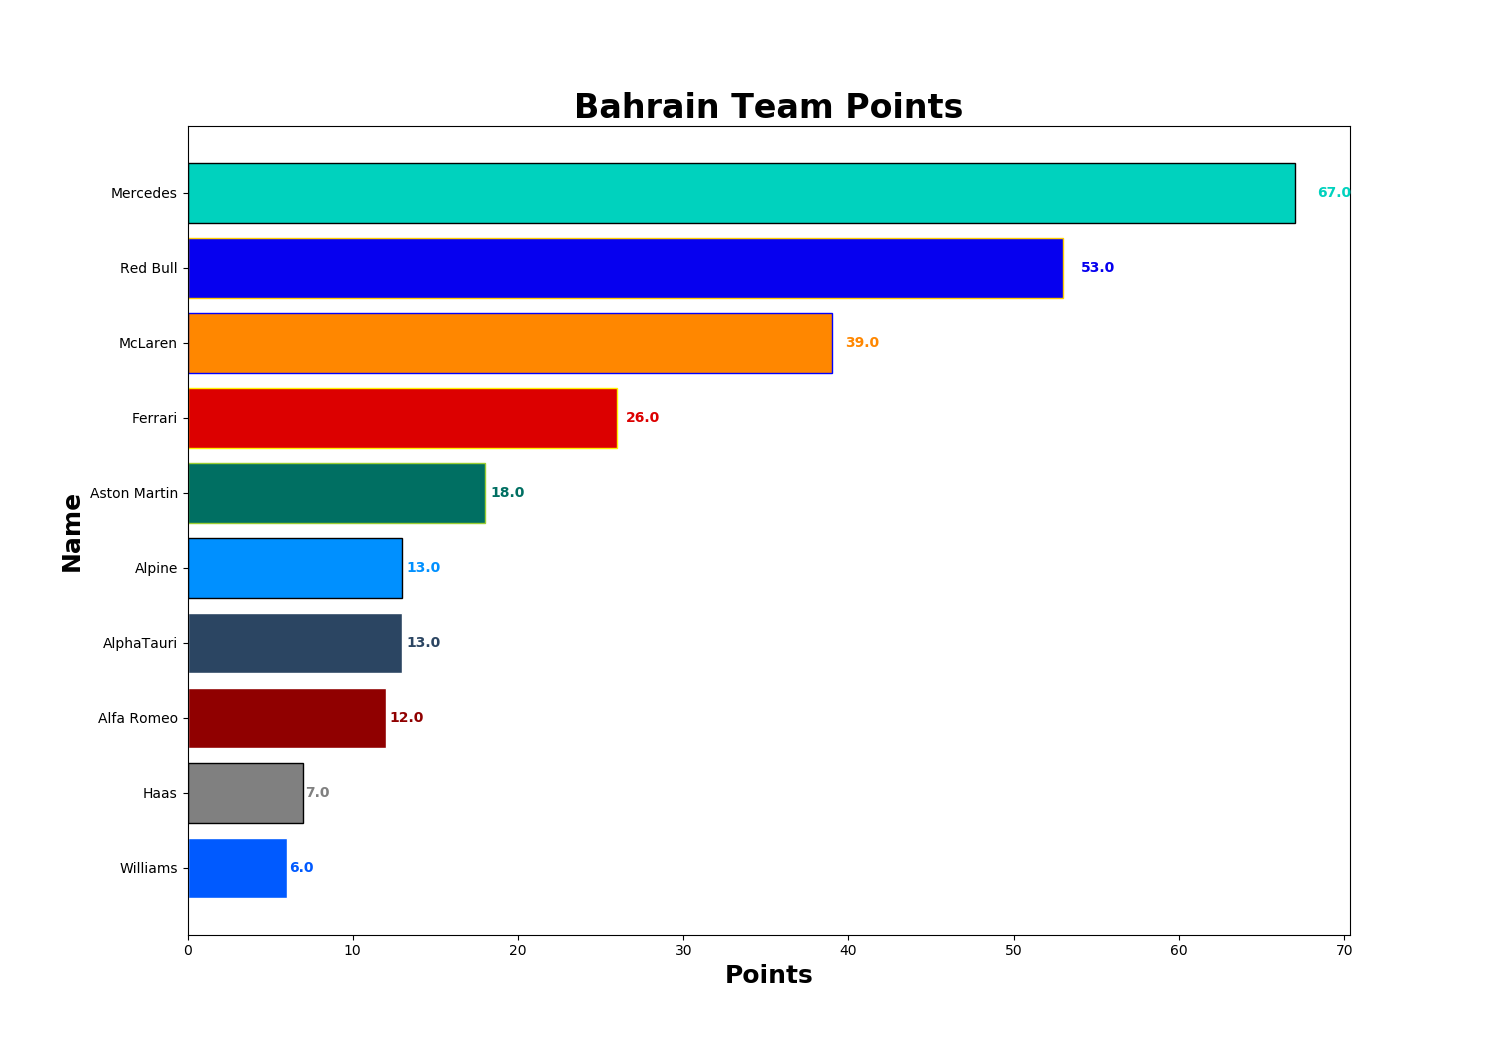 Bahrain Team Points
Mercedes 67.0
Red Bull 53.0
McLaren 39.0
Ferrari 26.0
Aston Martin 18.0
Name
Alpine 13.0
AlphaTauri 13.0
Alfa Romeo 12.0
Haas 7.0
Williams 6.0
0 10 20 30 40 50 60 70
Points